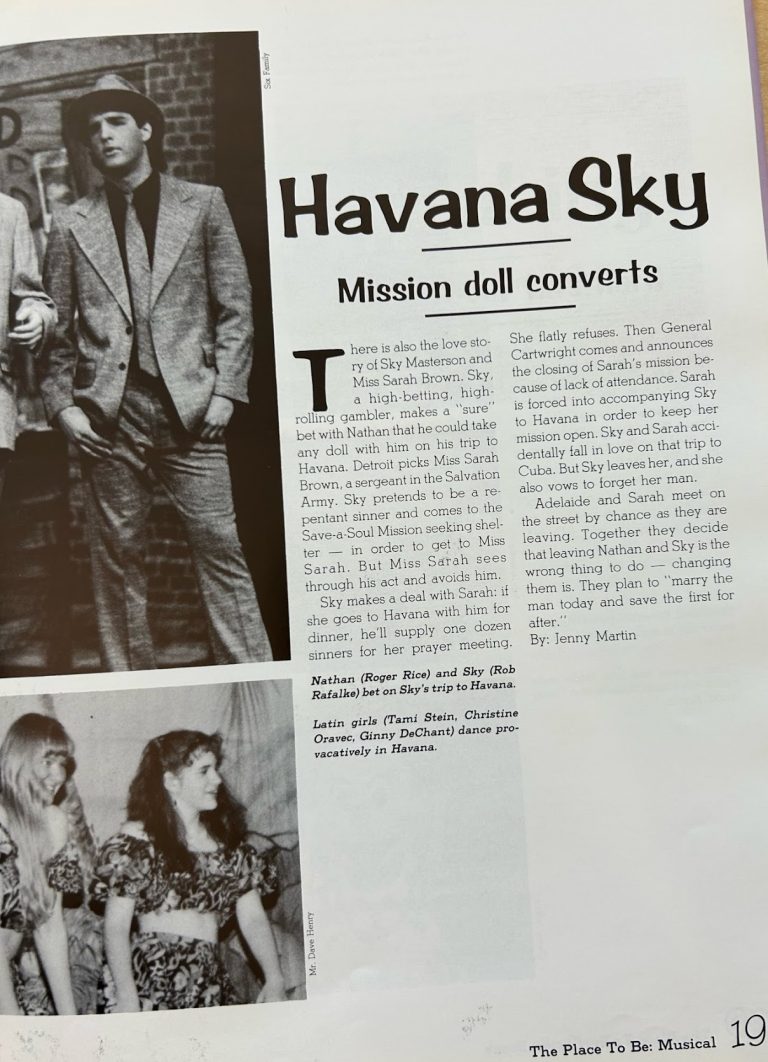 Six Family
Havana Sky
Mission doll converts
There is also the love sto-
ry of Sky Masterson and
Miss Sarah Brown. Sky,
a high-betting, high-
rolling gambler, makes a "sure"
bet with Nathan that he could take
any doll with him on his trip to
Havana. Detroit picks Miss Sarah
Brown, a sergeant in the Salvation
Army. Sky pretends to be a re-
pentant sinner and comes to the
Save-a-Soul Mission seeking shel-
ter — in order to get to Miss
Sarah. But Miss Sarah sees
through his act and avoids him.
Sky makes a deal with Sarah: if
she goes to Havana with him for
dinner, he'll supply one dozen
sinners for her prayer meeting.
She flatly refuses. Then General
Cartwright comes and announces
the closing of Sarah's mission be-
cause of lack of attendance. Sarah
is forced into accompanying Sky
to Havana in order to keep her
mission open. Sky and Sarah acci-
dentally fall in love on that trip to
Cuba. But Sky leaves her, and she
also vows to forget her man.
Adelaide and Sarah meet on
the street by chance as they are
leaving. Together they decide
that leaving Nathan and Sky is the
wrong thing to do — changing
them is. They plan to "marry the
man today and save the first for
after."
By: Jenny Martin
Nathan (Roger Rice) and Sky (Rob
Rafalke) bet on Sky's trip to Havana.
Latin girls (Tami Stein, Christine
Oravec, Ginny DeChant) dance pro-
vacatively in Havana.
Mr. Dave Henry
The Place To Be: Musical 19